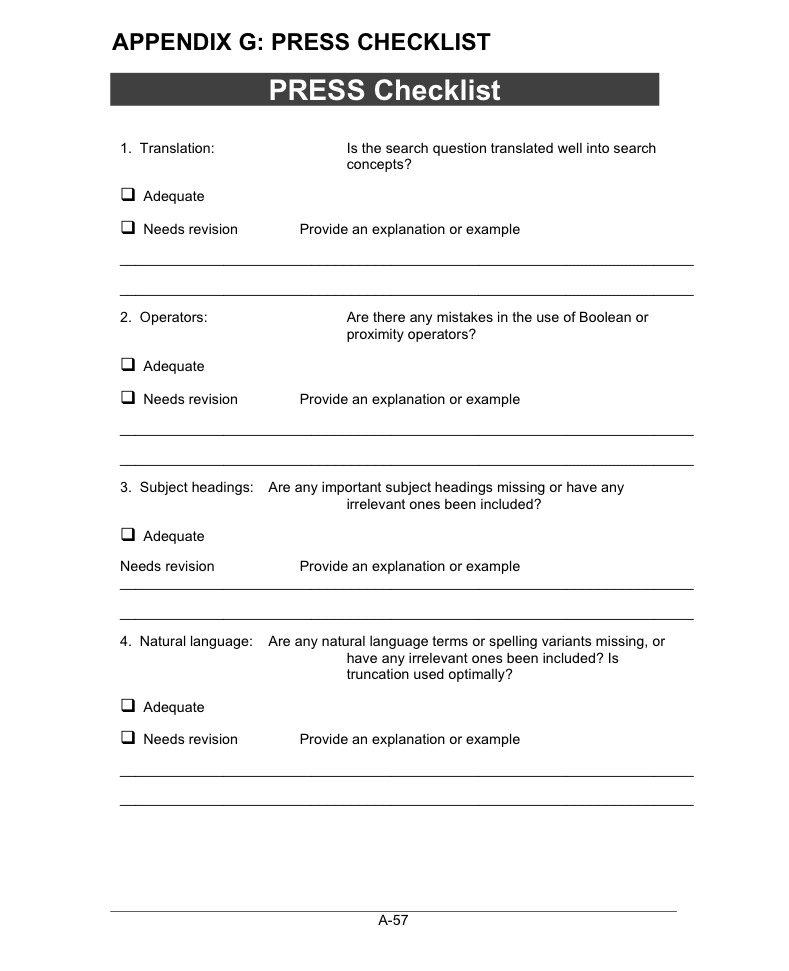 APPENDIX G: PRESS CHECKLIST
PRESS Checklist
1. Translation: Is the search question translated well into search
concepts?
❑ Adequate
❑ Needs revision Provide an explanation or example
2. Operators: Are there any mistakes in the use of Boolean or
proximity operators?
❑ Adequate
❑ Needs revision Provide an explanation or example
3. Subject headings: Are any important subject headings missing or have any
irrelevant ones been included?
❑ Adequate
Needs revision Provide an explanation or example
4. Natural language: Are any natural language terms or spelling variants missing, or
have any irrelevant ones been included? Is
truncation used optimally?
❑ Adequate
❑ Needs revision Provide an explanation or example
A-57